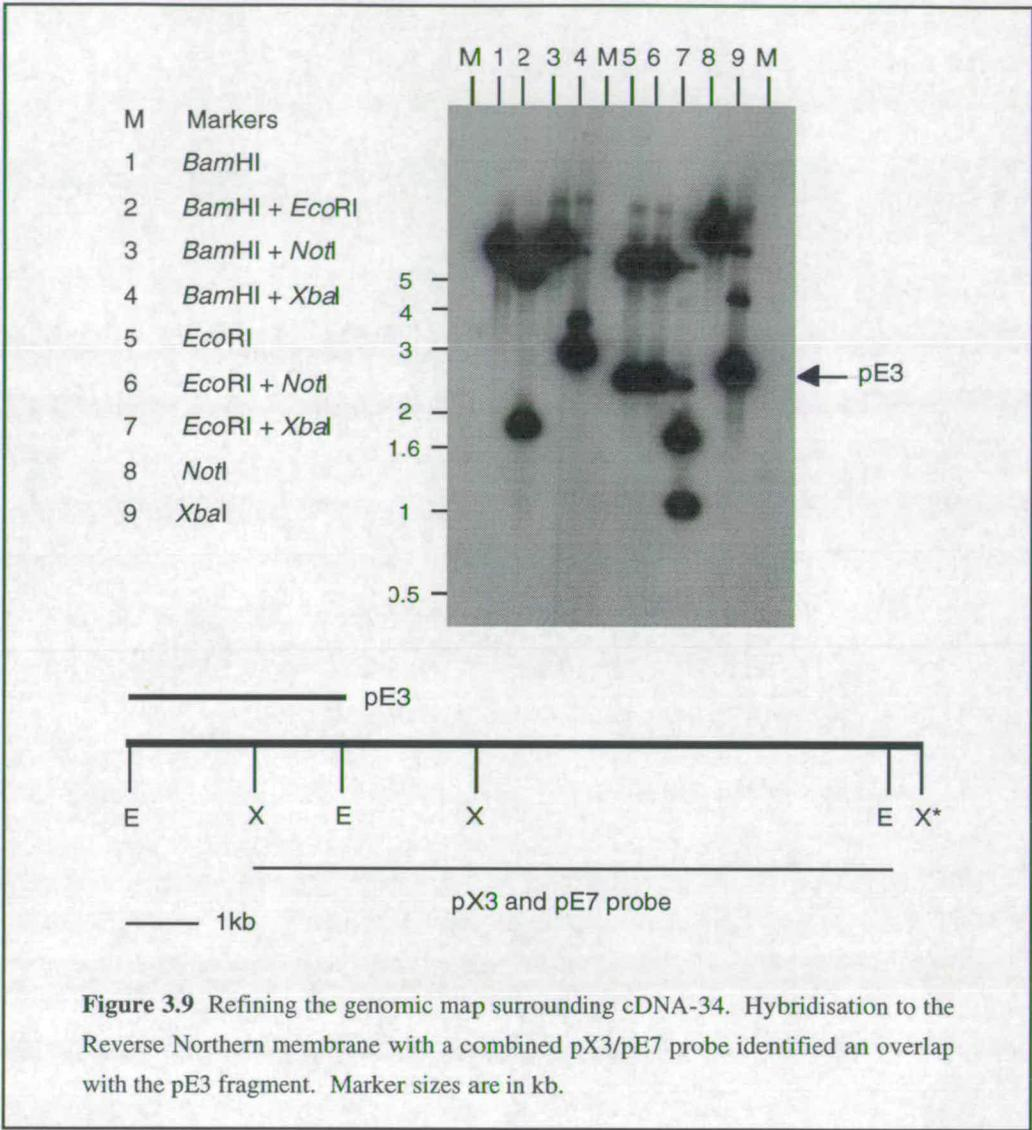 M 1 2 3 4 M 5 6 7 8 9 M
M Markers
1 BamHI
2 BamHI + EcoRI
3 BamHI + NotI
4 BamHI + XbaI
5 EcoRI
6 EcoRI + NotI
7 EcoRI + XbaI
8 NotI
9 XbaI
5
4
3
2
1.6
1
0.5
pE3
pE3
E X E X E X*
pX3 and pE7 probe
1kb
Figure 3.9 Refining the genomic map surrounding cDNA-34. Hybridisation to the
Reverse Northern membrane with a combined pX3/pE7 probe identified an overlap
with the pE3 fragment. Marker sizes are in kb.